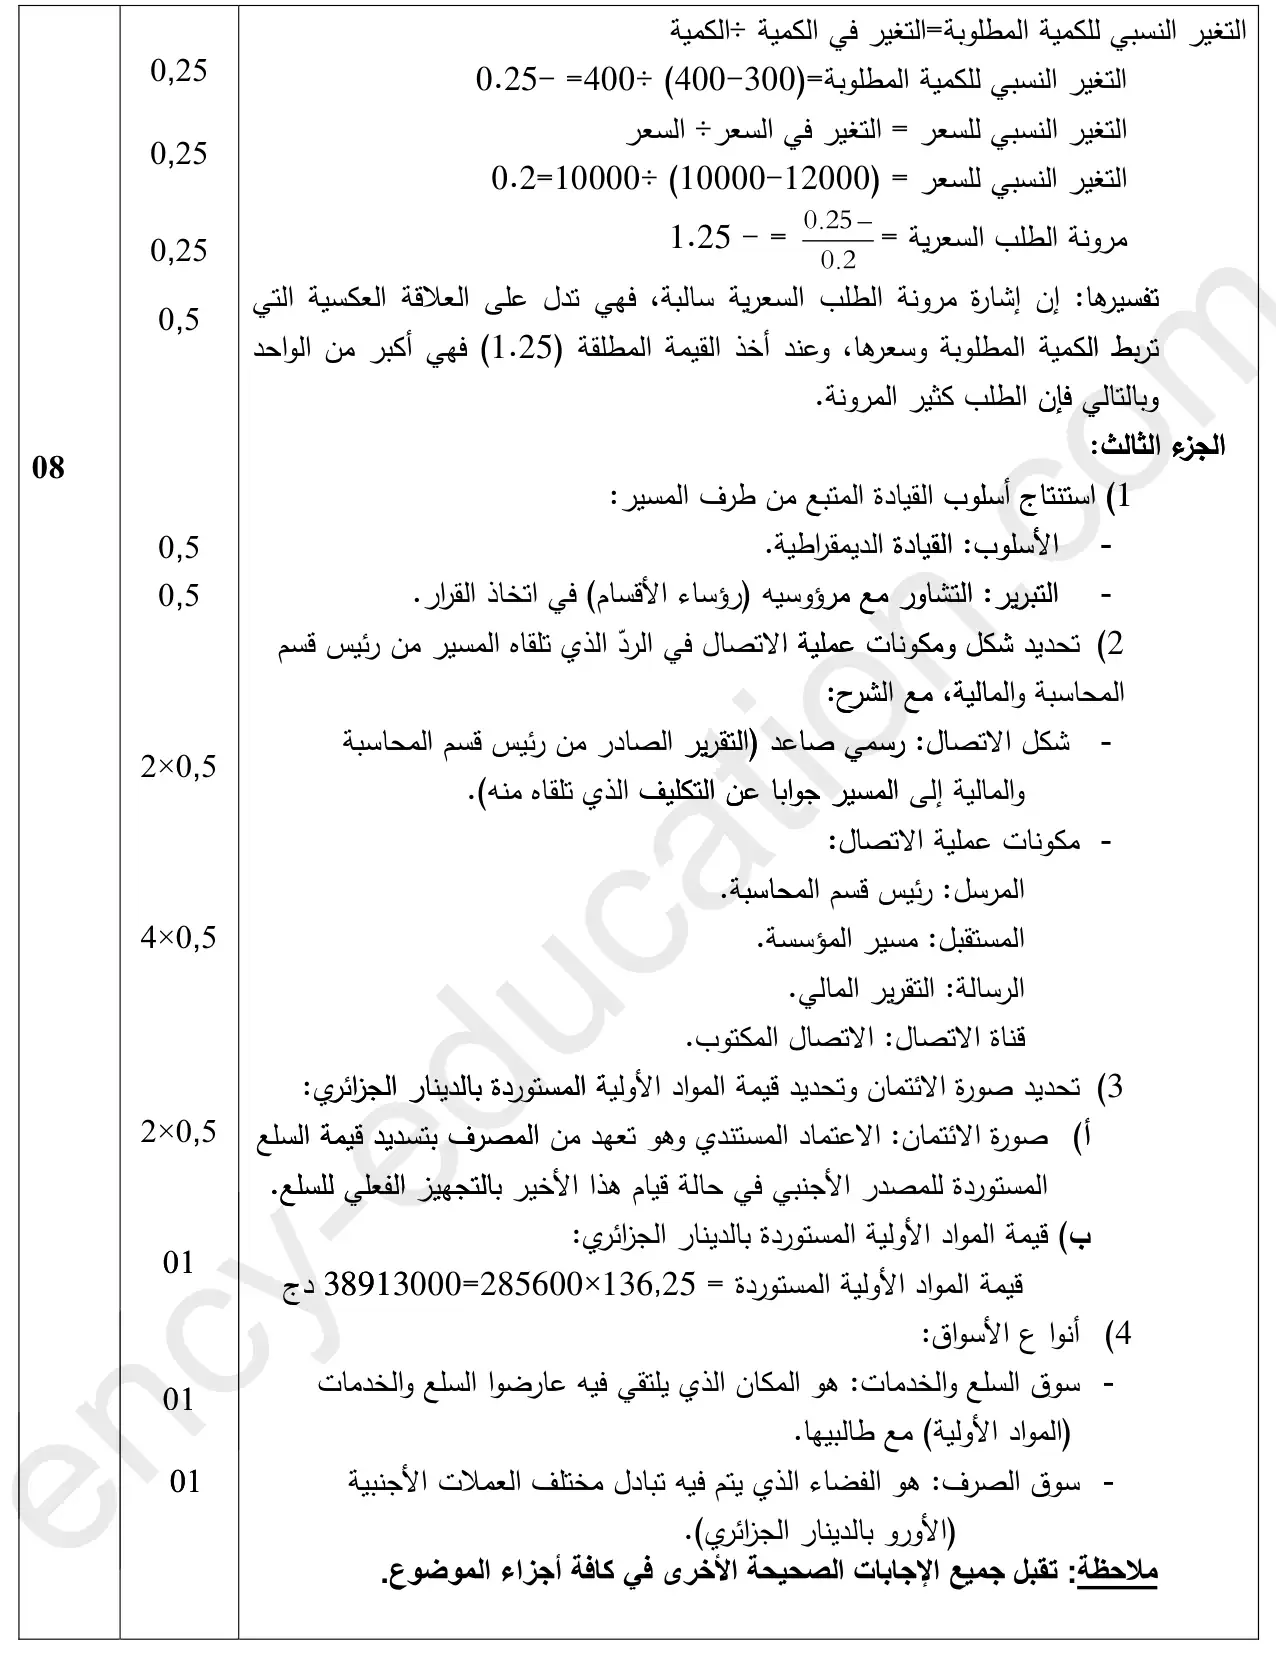 التغير النسبي للكمية المطلوبة=التغير في الكمية ÷الكمية
0,25
التغير النسبي للكمية المطلوبة=(300-400) ÷400= -0.25
التغير النسبي للسعر = التغير في السعر÷ السعر
0,25
التغير النسبي للسعر = (12000-10000) ÷10000=0.2
0,25
مرونة الطلب السعرية = -0.25/0.2 = - 1.25
0,5
تفسيرها: إن إشارة مرونة الطلب السعرية سالبة، فهي تدل على العلاقة العكسية التي
تربط الكمية المطلوبة وسعرها، وعند أخذ القيمة المطلقة (1.25) فهي أكبر من الواحد
وبالتالي فإن الطلب كثير المرونة.
08
الجزء الثالث:
1) استنتاج أسلوب القيادة المتبع من طرف المسير:
0,5
- الأسلوب: القيادة الديمقراطية.
0,5
- التبرير: التشاور مع مرؤوسيه (رؤساء الأقسام) في اتخاذ القرار.
2) تحديد شكل ومكونات عملية الاتصال في الردّ الذي تلقاه المسير من رئيس قسم
المحاسبة والمالية، مع الشرح:
2×0,5
- شكل الاتصال: رسمي صاعد (التقرير الصادر من رئيس قسم المحاسبة
والمالية إلى المسير جوابا عن التكليف الذي تلقاه منه).
- مكونات عملية الاتصال:
المرسل: رئيس قسم المحاسبة.
4×0,5
المستقبل: مسير المؤسسة.
الرسالة: التقرير المالي.
قناة الاتصال: الاتصال المكتوب.
3) تحديد صورة الائتمان وتحديد قيمة المواد الأولية المستوردة بالدينار الجزائري:
2×0,5
أ) صورة الائتمان: الاعتماد المستندي وهو تعهد من المصرف بتسديد قيمة السلع
المستوردة للمصدر الأجنبي في حالة قيام هذا الأخير بالتجهيز الفعلي للسلع.
ب) قيمة المواد الأولية المستوردة بالدينار الجزائري:
01
قيمة المواد الأولية المستوردة = 136,25×285600=38913000 دج
4) أنوا ع الأسواق:
01
- سوق السلع والخدمات: هو المكان الذي يلتقي فيه عارضوا السلع والخدمات
(المواد الأولية) مع طالبيها.
01
- سوق الصرف: هو الفضاء الذي يتم فيه تبادل مختلف العملات الأجنبية
(الأورو بالدينار الجزائري).
ملاحظة: تقبل جميع الإجابات الصحيحة الأخرى في كافة أجزاء الموضوع.
ency-education.com